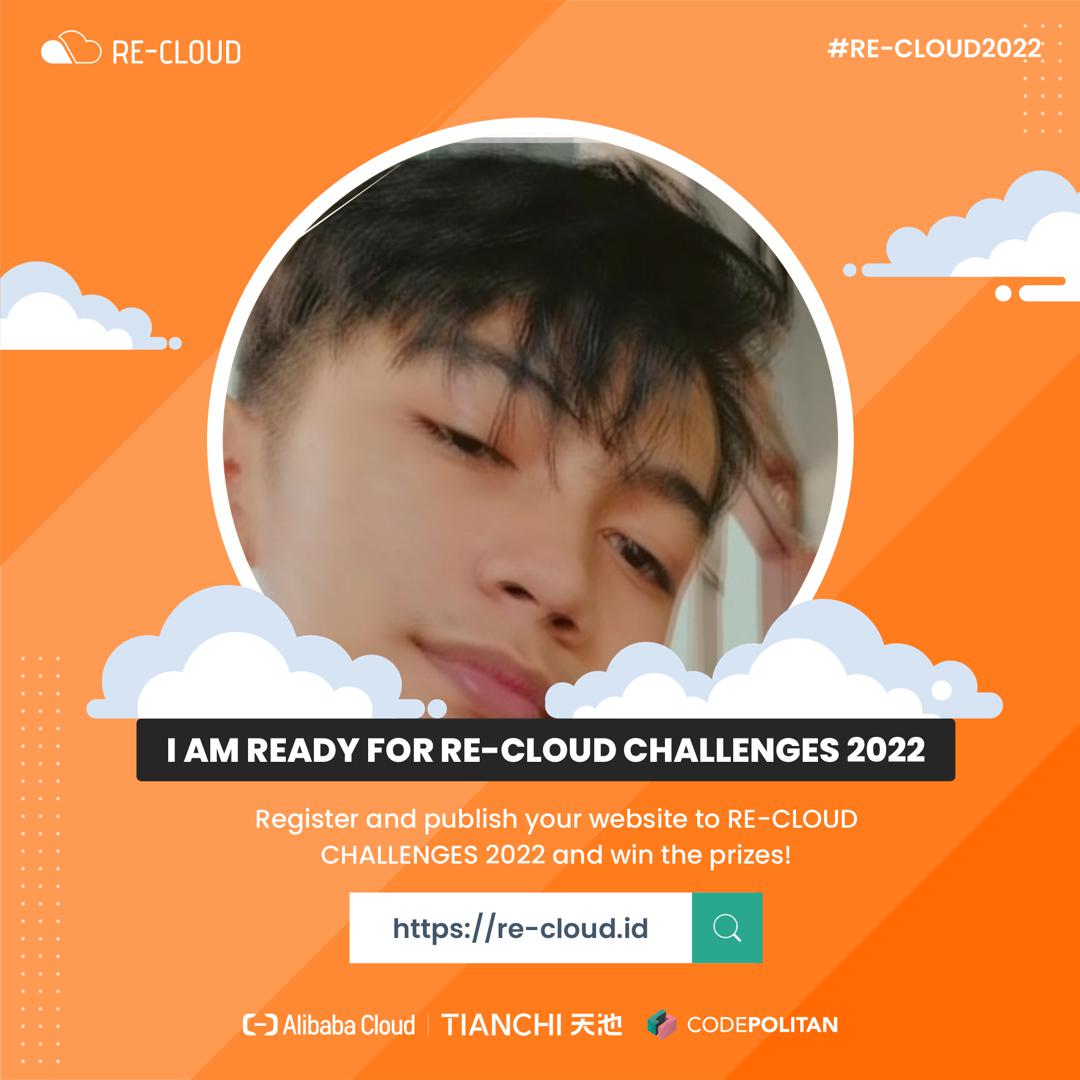 RE-CLOUD
#RE-CLOUD2022
I AM READY FOR RE-CLOUD CHALLENGES 2022
Register and publish your website to RE-CLOUD
CHALLENGES 2022 and win the prizes!
https://re-cloud.id
Alibaba Cloud | TIANCHI 天池 CODEPOLITAN